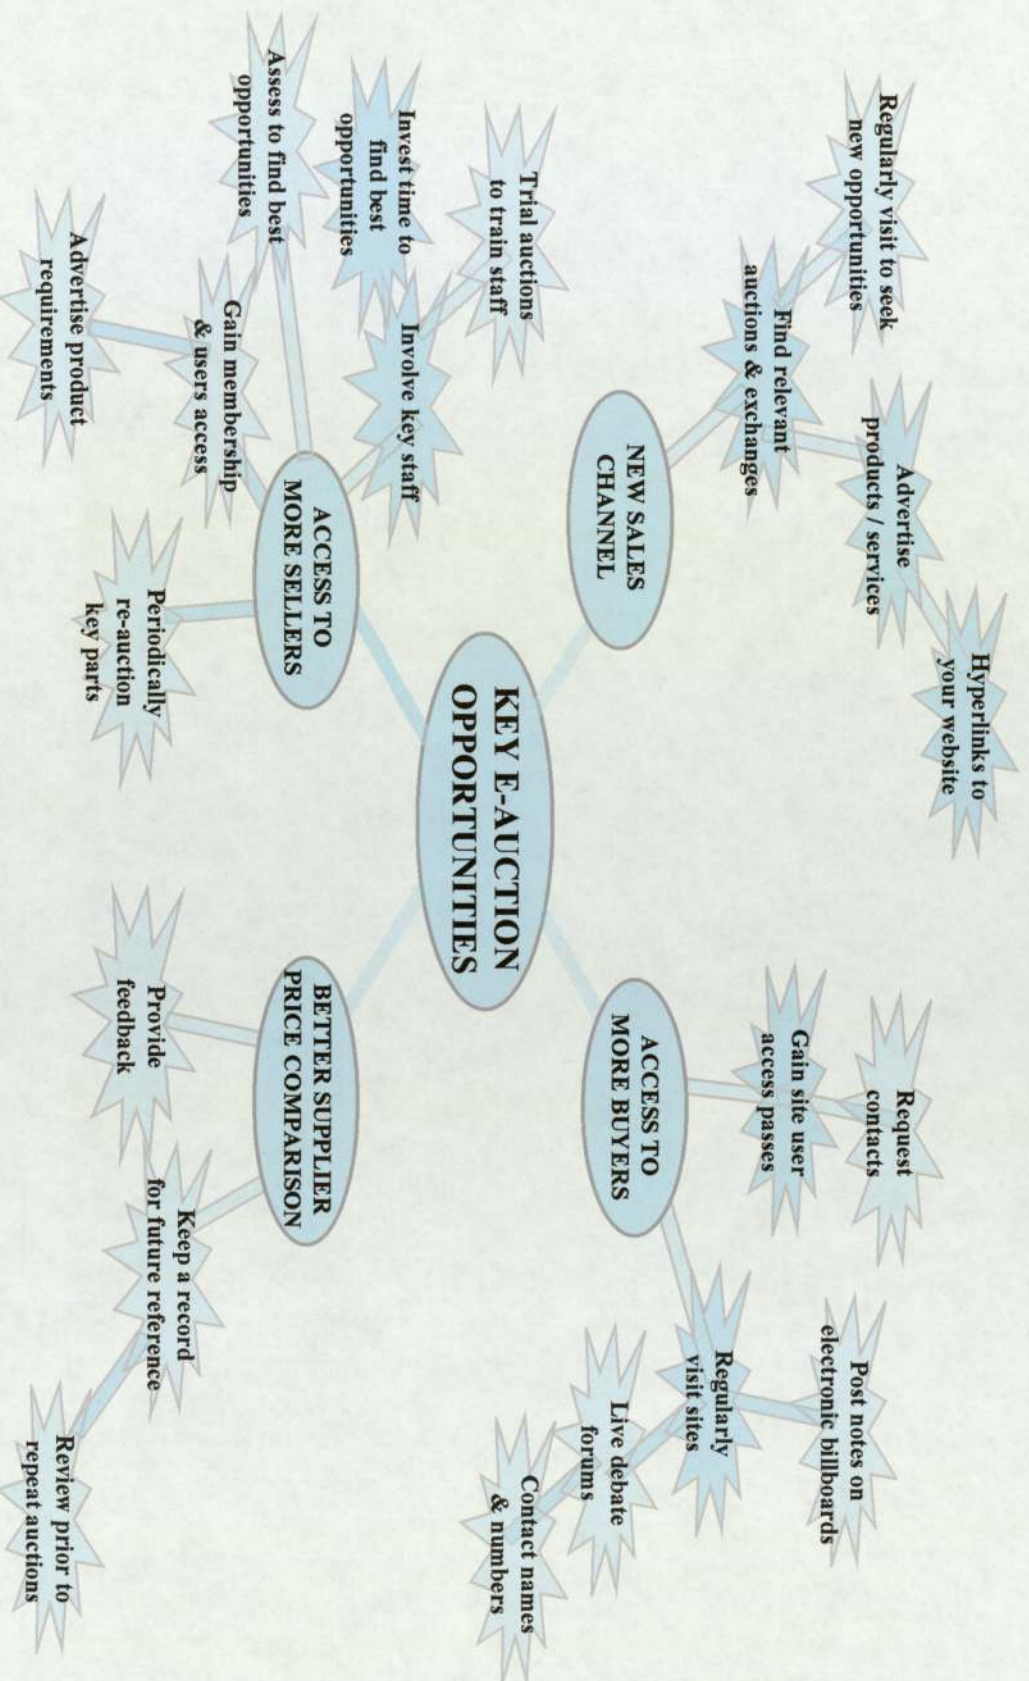 Hyperlinks to
your website
Regularly visit to seek
new opportunities
Advertise
products / services
Find relevant
auctions & exchanges
NEW SALES
CHANNEL
Request
contacts
Gain site user
access passes
Post notes on
electronic billboards
Regularly
visit sites
Live debate
forums
Contact names
& numbers
ACCESS TO
MORE BUYERS
KEY E-AUCTION
OPPORTUNITIES
Trial auctions
to train staff
Invest time to
find best
opportunities
Involve key staff
Assess to find best
opportunities
Gain membership
& users access
Advertise product
requirements
ACCESS TO
MORE SELLERS
Periodically
re-auction
key parts
BETTER SUPPLIER
PRICE COMPARISON
Provide
feedback
Keep a record
for future reference
Review prior to
repeat auctions